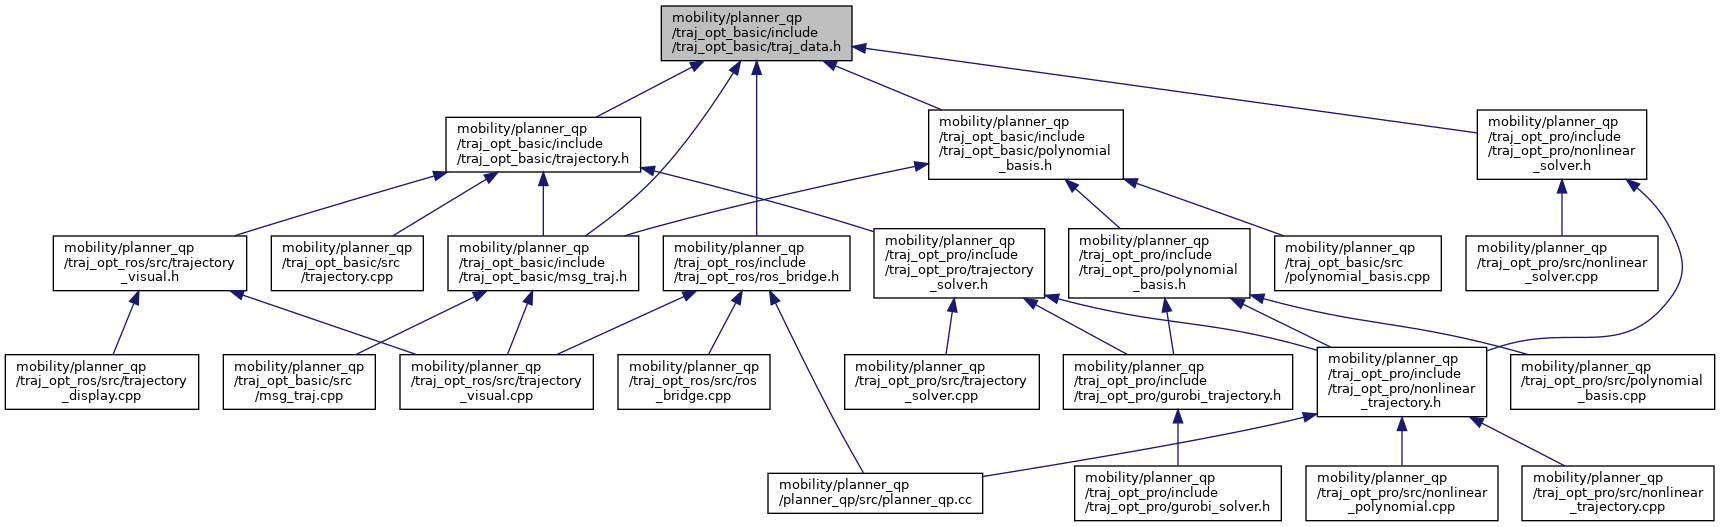 mobility/planner_qp
/traj_opt_basic/include
/traj_opt_basic/traj_data.h
mobility/planner_qp
/traj_opt_basic/include
/traj_opt_basic/trajectory.h
mobility/planner_qp
/traj_opt_basic/include
/traj_opt_basic/polynomial
_basis.h
mobility/planner_qp
/traj_opt_pro/include
/traj_opt_pro/nonlinear
_solver.h
mobility/planner_qp
/traj_opt_ros/src/trajectory
_visual.h
mobility/planner_qp
/traj_opt_basic/src
/trajectory.cpp
mobility/planner_qp
/traj_opt_basic/include
/traj_opt_basic/msg_traj.h
mobility/planner_qp
/traj_opt_ros/include
/traj_opt_ros/ros_bridge.h
mobility/planner_qp
/traj_opt_pro/include
/traj_opt_pro/trajectory
_solver.h
mobility/planner_qp
/traj_opt_pro/include
/traj_opt_pro/polynomial
_basis.h
mobility/planner_qp
/traj_opt_basic/src
/polynomial_basis.cpp
mobility/planner_qp
/traj_opt_pro/src/nonlinear
_solver.cpp
mobility/planner_qp
/traj_opt_ros/src/trajectory
_display.cpp
mobility/planner_qp
/traj_opt_basic/src
/msg_traj.cpp
mobility/planner_qp
/traj_opt_ros/src/trajectory
_visual.cpp
mobility/planner_qp
/traj_opt_ros/src/ros
_bridge.cpp
mobility/planner_qp
/traj_opt_pro/src/trajectory
_solver.cpp
mobility/planner_qp
/traj_opt_pro/include
/traj_opt_pro/gurobi_trajectory.h
mobility/planner_qp
/traj_opt_pro/include
/traj_opt_pro/nonlinear
_trajectory.h
mobility/planner_qp
/traj_opt_pro/src/polynomial
_basis.cpp
mobility/planner_qp
/planner_qp/src/planner_qp.cc
mobility/planner_qp
/traj_opt_pro/include
/traj_opt_pro/gurobi_solver.h
mobility/planner_qp
/traj_opt_pro/src/nonlinear
_polynomial.cpp
mobility/planner_qp
/traj_opt_pro/src/nonlinear
_trajectory.cpp